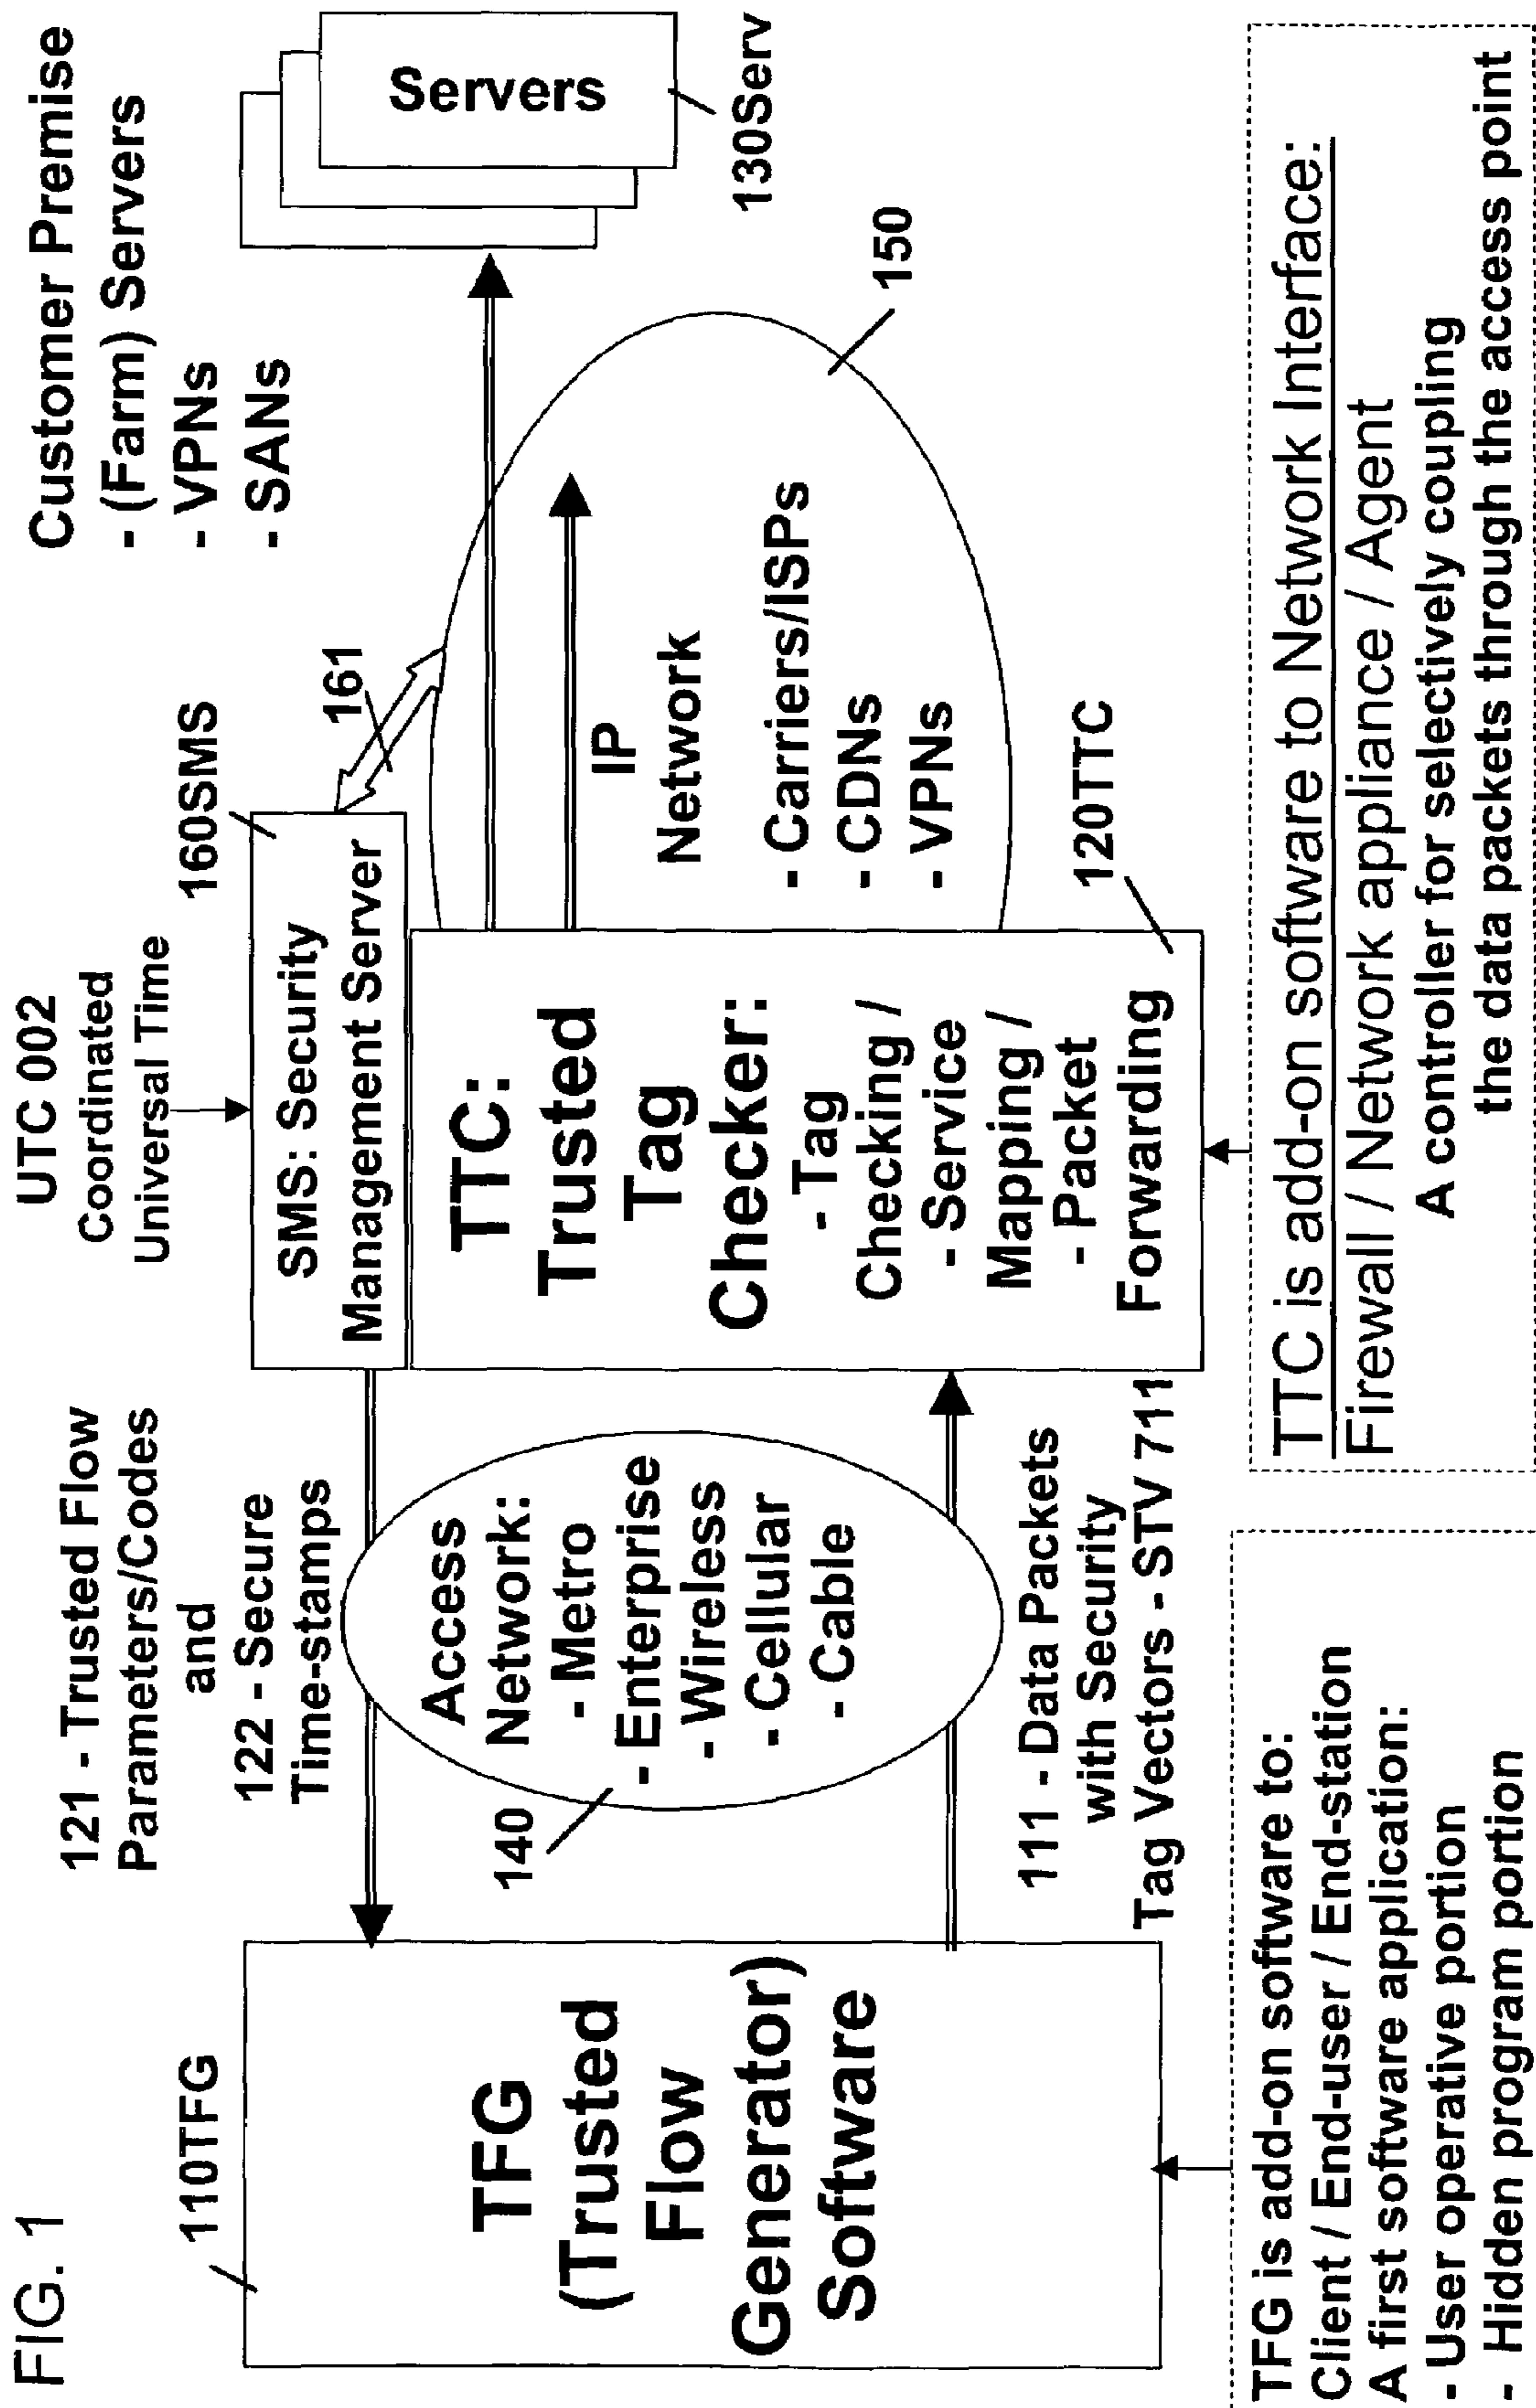 FIG. 1
110TFG
TFG
(Trusted
Flow
Generator)
Software
TFG is add-on software to:
Client / End-user / End-station
A first software application:
- User operative portion
- Hidden program portion
121 - Trusted Flow
Parameters/Codes
and
122 - Secure
Time-stamps
140
Access
Network:
- Metro
- Enterprise
- Wireless
- Cellular
- Cable
111 - Data Packets
with Security
Tag Vectors - STV 711
UTC 002
Coordinated
Universal Time
160SMS
161
SMS: Security
Management Server
TTC:
Trusted
Tag
Checker:
- Tag
Checking /
- Service
Mapping /
- Packet
Forwarding
120TTC
TTC is add-on software to Network Interface:
Firewall / Network appliance / Agent
A controller for selectively coupling
the data packets through the access point
IP
Network
- Carriers/ISPs
- CDNs
- VPNs
150
Customer Premise
- (Farm) Servers
- VPNs
- SANs
Servers
130Serv